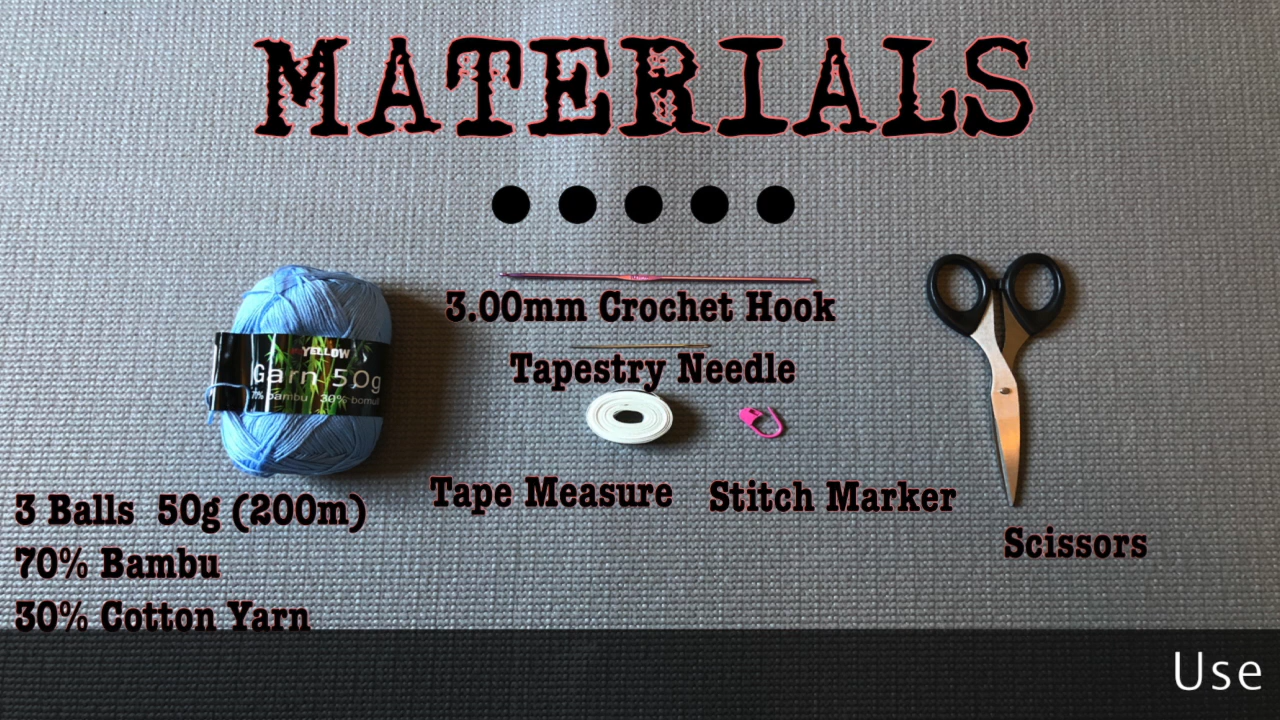 MATERIALS
3.00mm Crochet Hook
Tapestry Needle
YELLOW
Garn 50g
70% bambu 30% bomull
Tape Measure
Stitch Marker
Scissors
3 Balls 50g (200m)
70% Bambu
30% Cotton Yarn
Use